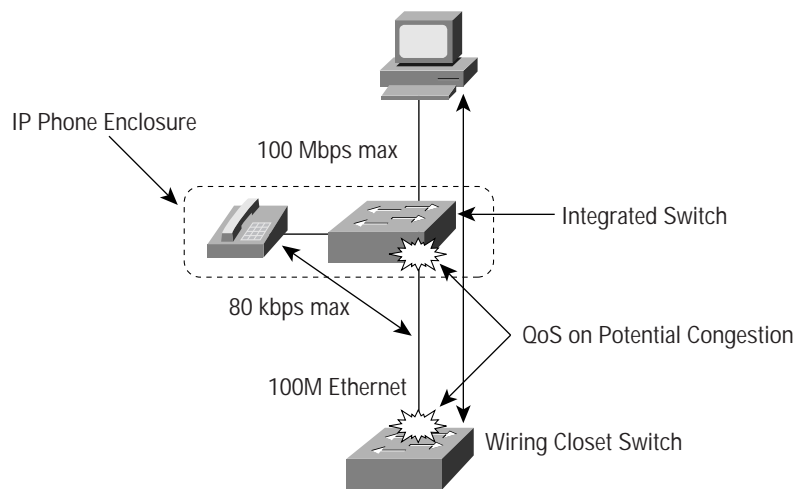 IP Phone Enclosure
100 Mbps max
Integrated Switch
80 kbps max
QoS on Potential Congestion
100M Ethernet
Wiring Closet Switch